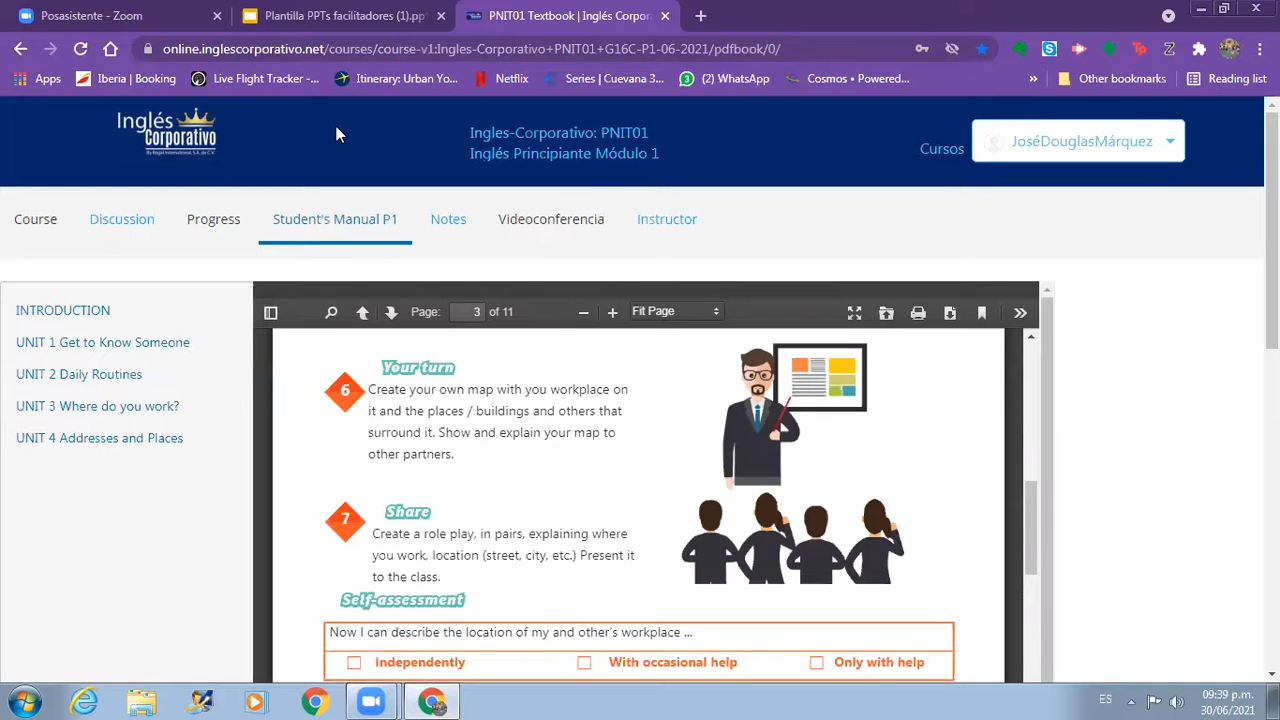 Posasistente - Zoom
Plantilla PPTs facilitadores (1).pp
PNIT01 Textbook | Inglés Corpor
online.inglescorporativo.net/courses/course-v1:Ingles-Corporativo+PNIT01+G16C-P1-06-2021/pdfbook/0/
Apps
Iberia | Booking
Live Flight Tracker -...
Itinerary: Urban Yo...
Netflix
Series | Cuevana 3...
(2) WhatsApp
Cosmos • Powered...
»
Other bookmarks
Reading list
Inglés
Corporativo
Ingles-Corporativo: PNIT01
Inglés Principiante Módulo 1
Cursos
JoséDouglasMárquez
Course
Discussion
Progress
Student's Manual P1
Notes
Videoconferencia
Instructor
INTRODUCTION
UNIT 1 Get to Know Someone
UNIT 2 Daily Routines
UNIT 3 Where do you work?
UNIT 4 Addresses and Places
Page: 3 of 11
Fit Page
Your turn
6
Create your own map with you workplace on
it and the places / buildings and others that
surround it. Show and explain your map to
other partners.
Share
7
Create a role play, in pairs, explaining where
you work, location (street, city, etc.) Present it
to the class.
Self-assessment
Now I can describe the location of my and other's workplace ...
Independently
With occasional help
Only with help
ES
09:39 p.m.
30/06/2021